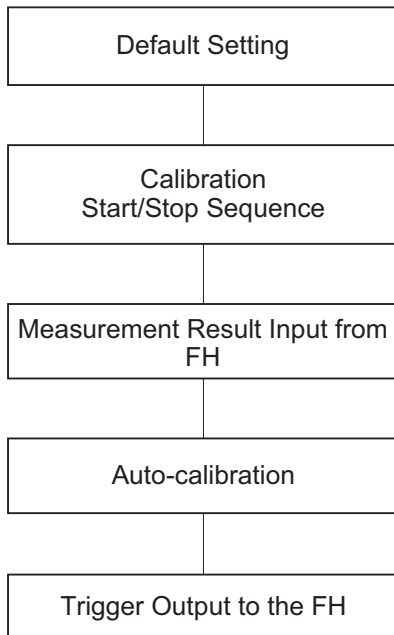 Default Setting
Calibration
Start/Stop Sequence
Measurement Result Input from
FH
Auto-calibration
Trigger Output to the FH